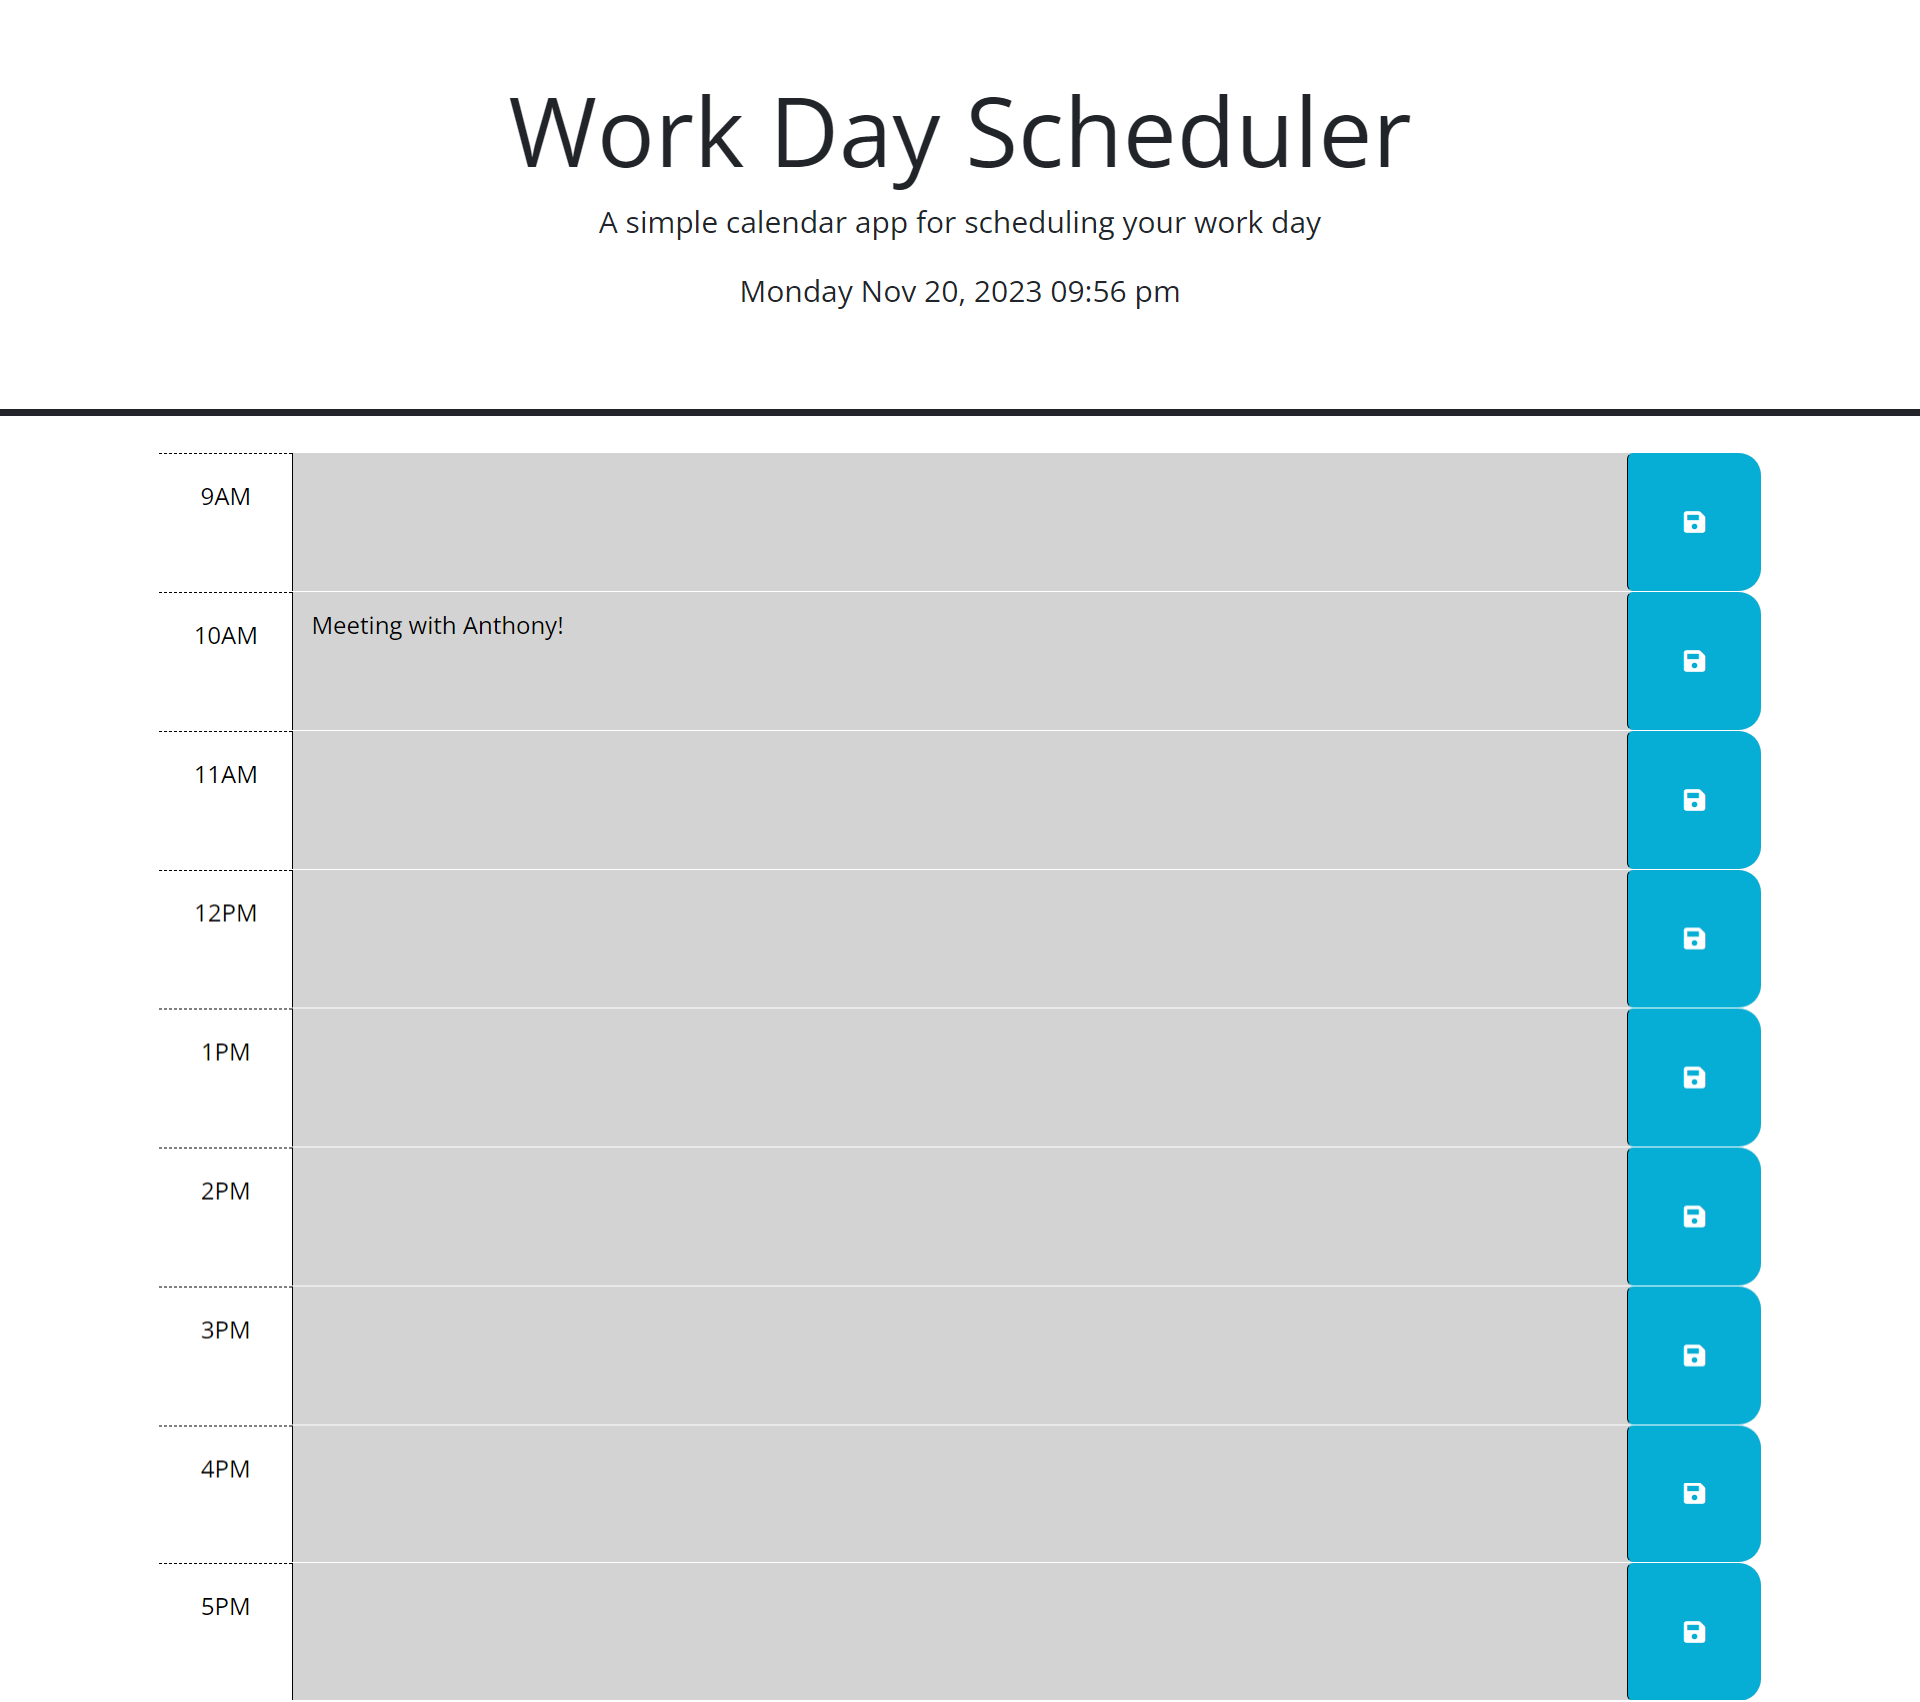 Work Day Scheduler
A simple calendar app for scheduling your work day
Monday Nov 20, 2023 09:56 pm
9AM
10AM
Meeting with Anthony!
11AM
12PM
1PM
2PM
3PM
4PM
5PM